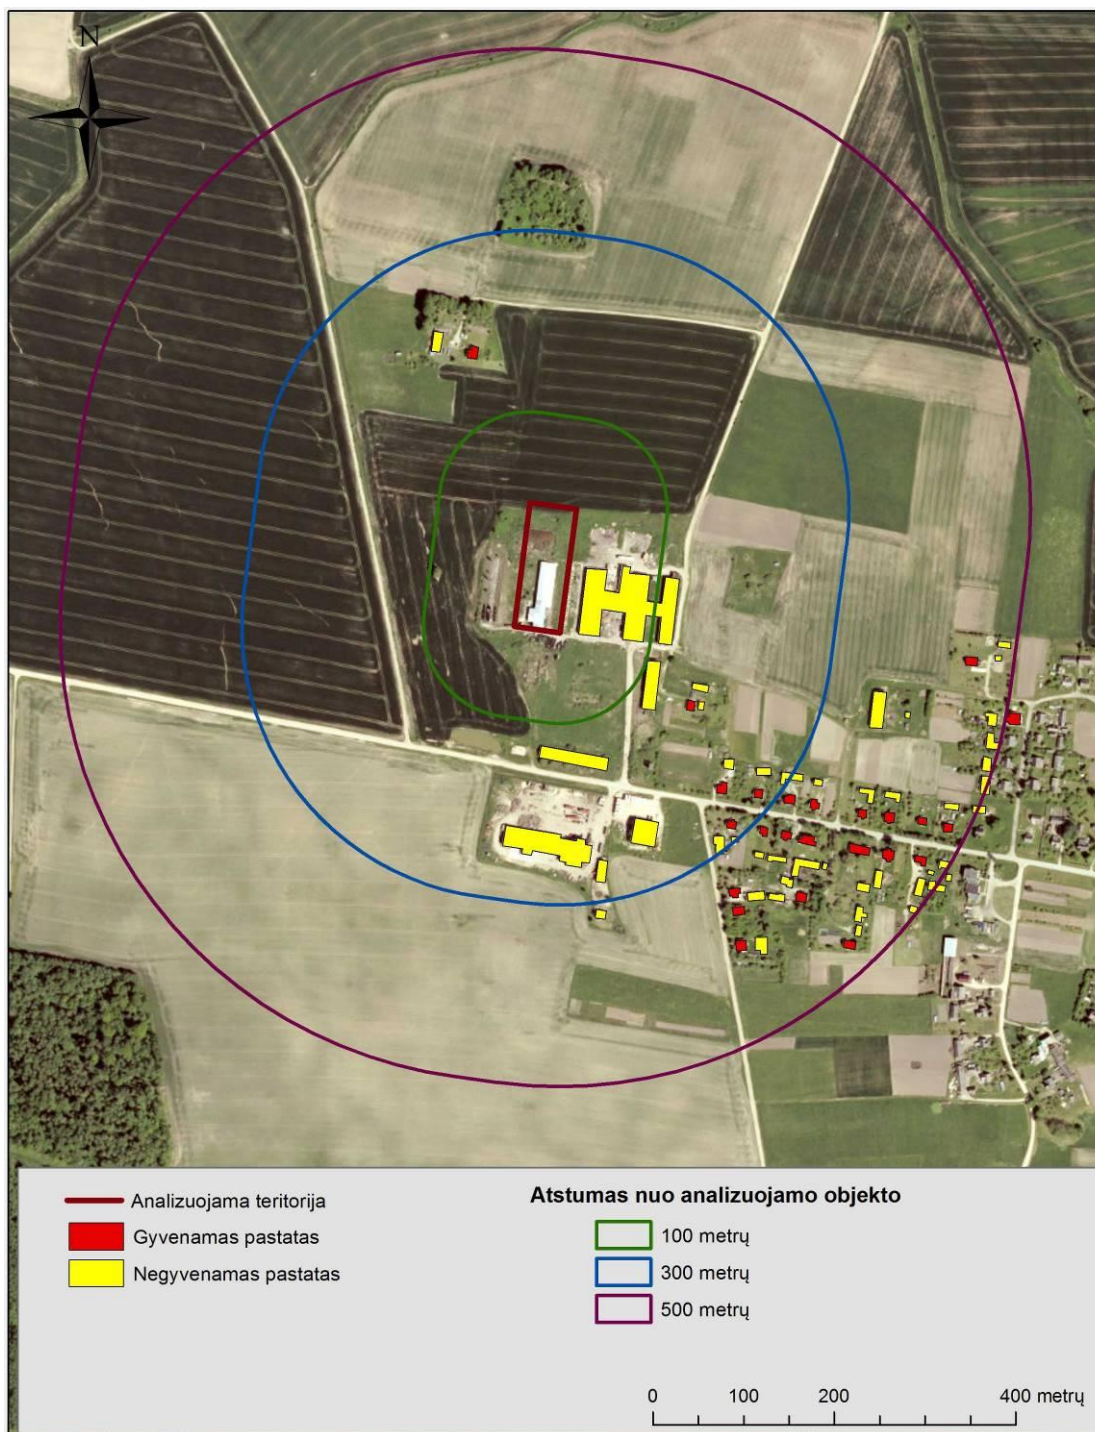 N
Analizuojama teritorija
Gyvenamas pastatas
Negyvenamas pastatas
Atstumas nuo analizuojamo objekto
100 metrų
300 metrų
500 metrų
0 100 200 400 metrų